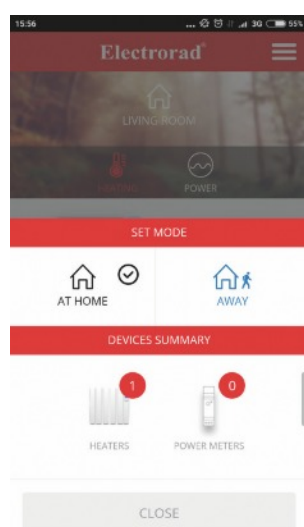 15:56 ... 3G 55%
Electrorad®
LIVING ROOM
HEATING POWER
SET MODE
AT HOME AWAY
DEVICES SUMMARY
1 0
HEATERS POWER METERS
CLOSE